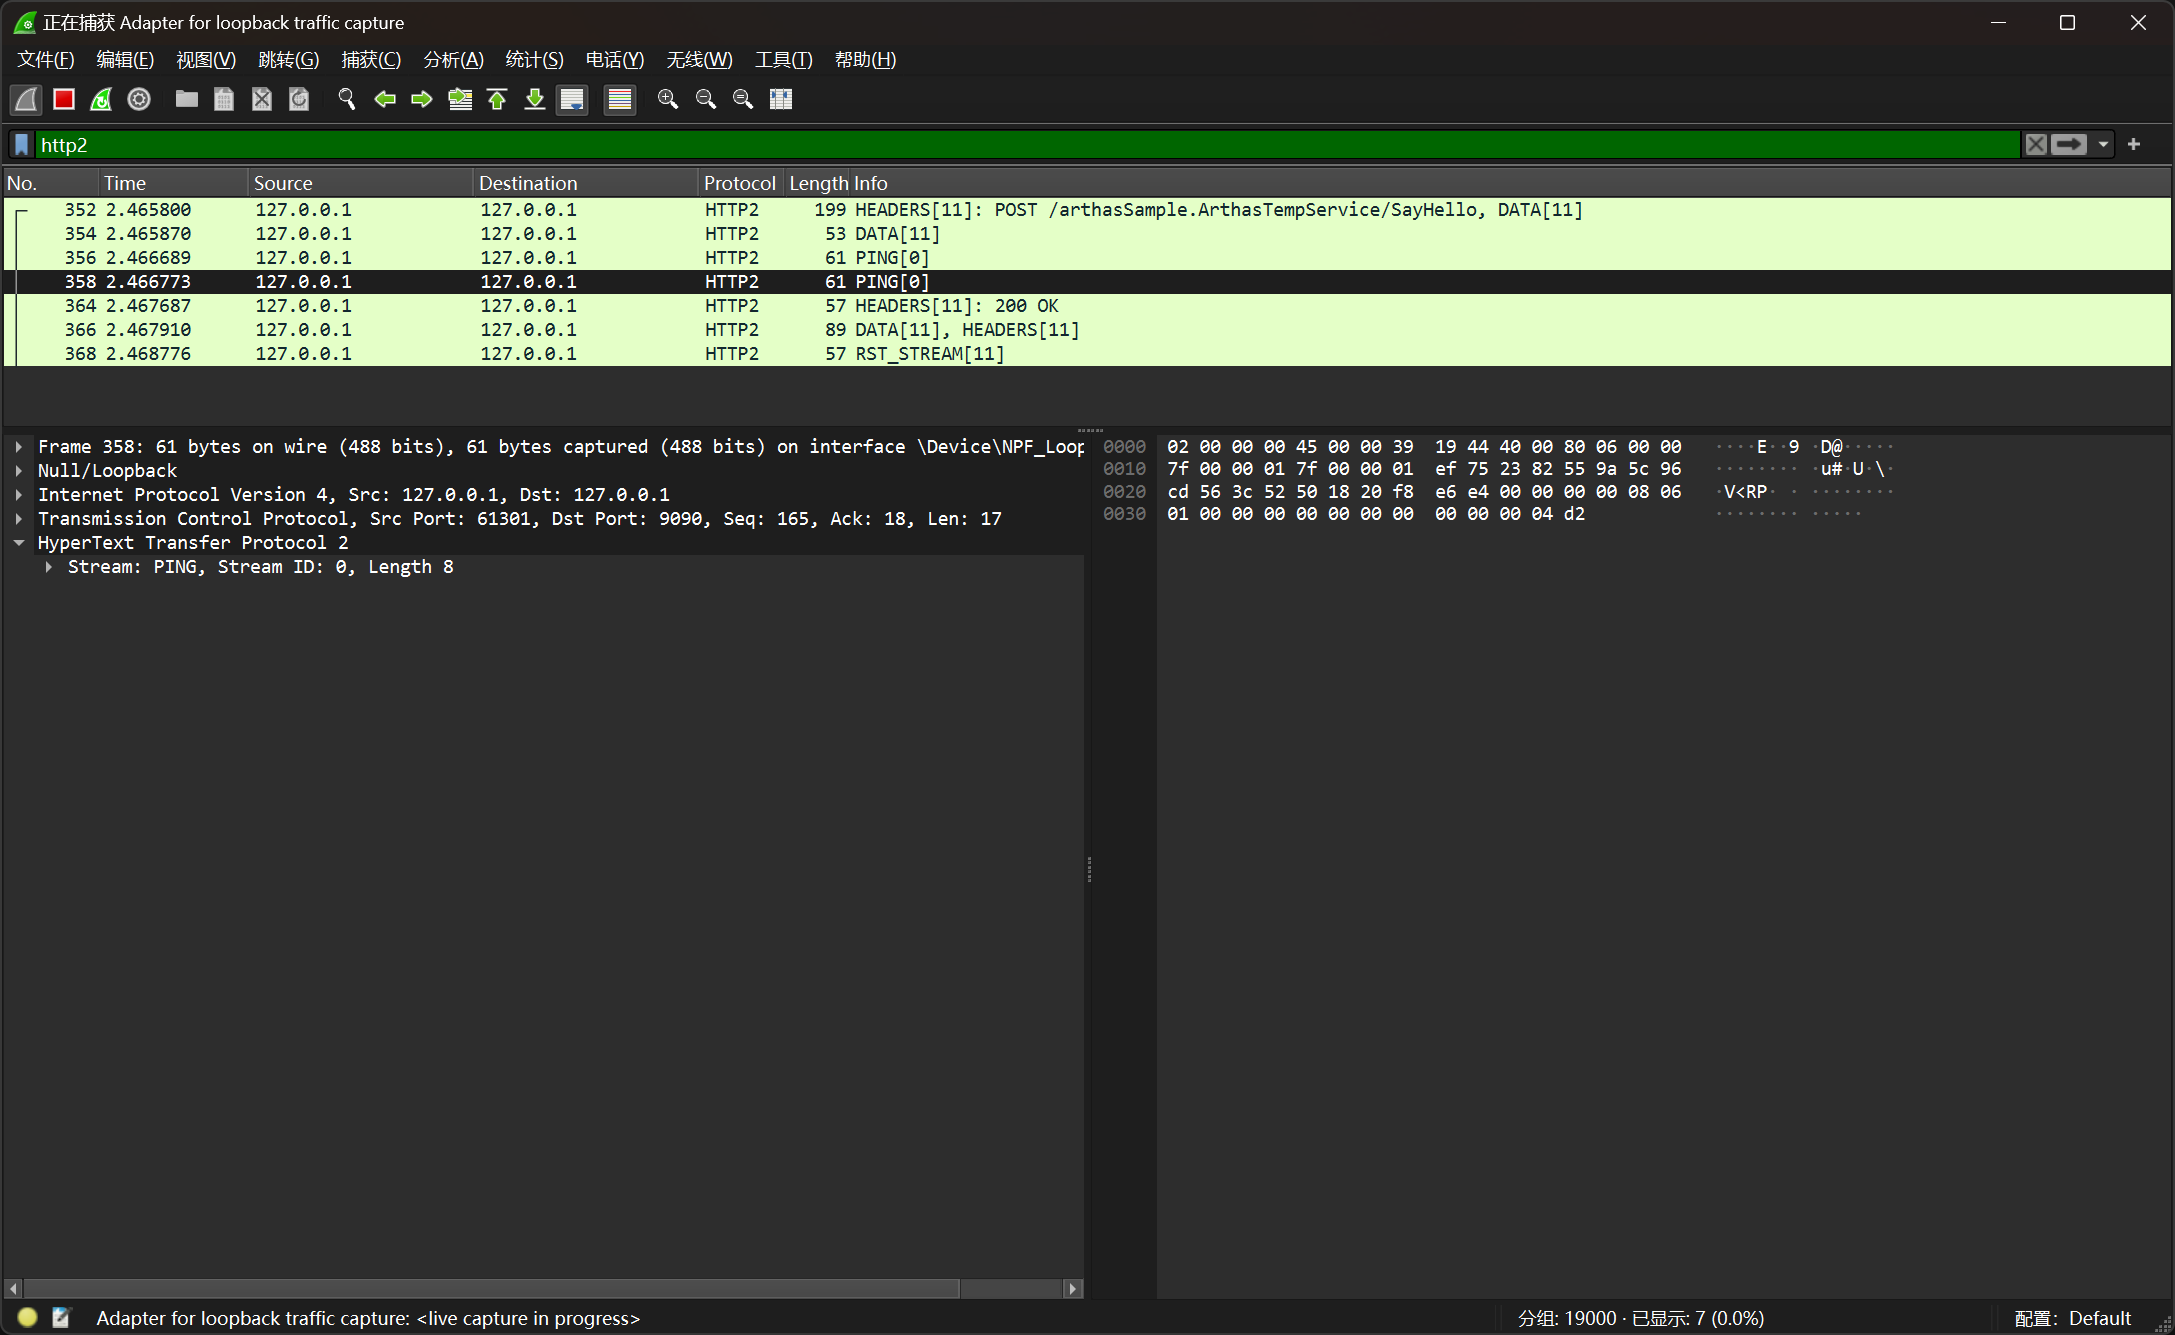 正在捕获 Adapter for loopback traffic capture
文件(F) 编辑(E) 视图(V) 跳转(G) 捕获(C) 分析(A) 统计(S) 电话(Y) 无线(W) 工具(T) 帮助(H)
http2
No. Time Source Destination Protocol Length Info
352 2.465800 127.0.0.1 127.0.0.1 HTTP2 199 HEADERS[11]: POST /arthasSample.ArthasTempService/SayHello, DATA[11]
354 2.465870 127.0.0.1 127.0.0.1 HTTP2 53 DATA[11]
356 2.466689 127.0.0.1 127.0.0.1 HTTP2 61 PING[0]
358 2.466773 127.0.0.1 127.0.0.1 HTTP2 61 PING[0]
364 2.467687 127.0.0.1 127.0.0.1 HTTP2 57 HEADERS[11]: 200 OK
366 2.467910 127.0.0.1 127.0.0.1 HTTP2 89 DATA[11], HEADERS[11]
368 2.468776 127.0.0.1 127.0.0.1 HTTP2 57 RST_STREAM[11]
Frame 358: 61 bytes on wire (488 bits), 61 bytes captured (488 bits) on interface \Device\NPF_Loop
Null/Loopback
Internet Protocol Version 4, Src: 127.0.0.1, Dst: 127.0.0.1
Transmission Control Protocol, Src Port: 61301, Dst Port: 9090, Seq: 165, Ack: 18, Len: 17
HyperText Transfer Protocol 2
Stream: PING, Stream ID: 0, Length 8
0000 02 00 00 00 45 00 00 39 19 44 40 00 80 06 00 00 ····E··9 ·D@·····
0010 7f 00 00 01 7f 00 00 01 ef 75 23 82 55 9a 5c 96 ········ ·u#·U·\·
0020 cd 56 3c 52 50 18 20 f8 e6 e4 00 00 00 00 08 06 ·V<RP· · ········
0030 01 00 00 00 00 00 00 00 00 00 00 04 d2 ········ ·····
Adapter for loopback traffic capture: <live capture in progress>
分组: 19000 · 已显示: 7 (0.0%)
配置: Default